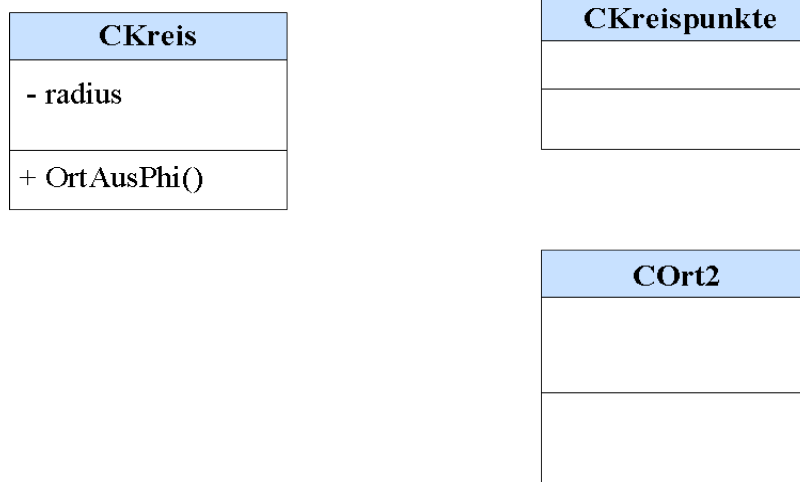 CKreis
- radius
+ OrtAusPhi()
CKreispunkte
COrt2